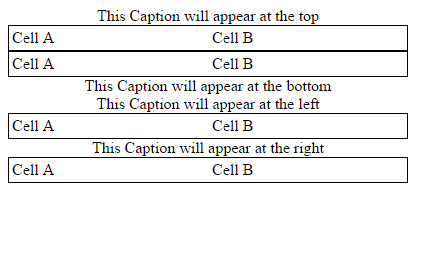 This Caption will appear at the top
Cell A Cell B
Cell A Cell B
This Caption will appear at the bottom
This Caption will appear at the left
Cell A Cell B
This Caption will appear at the right
Cell A Cell B